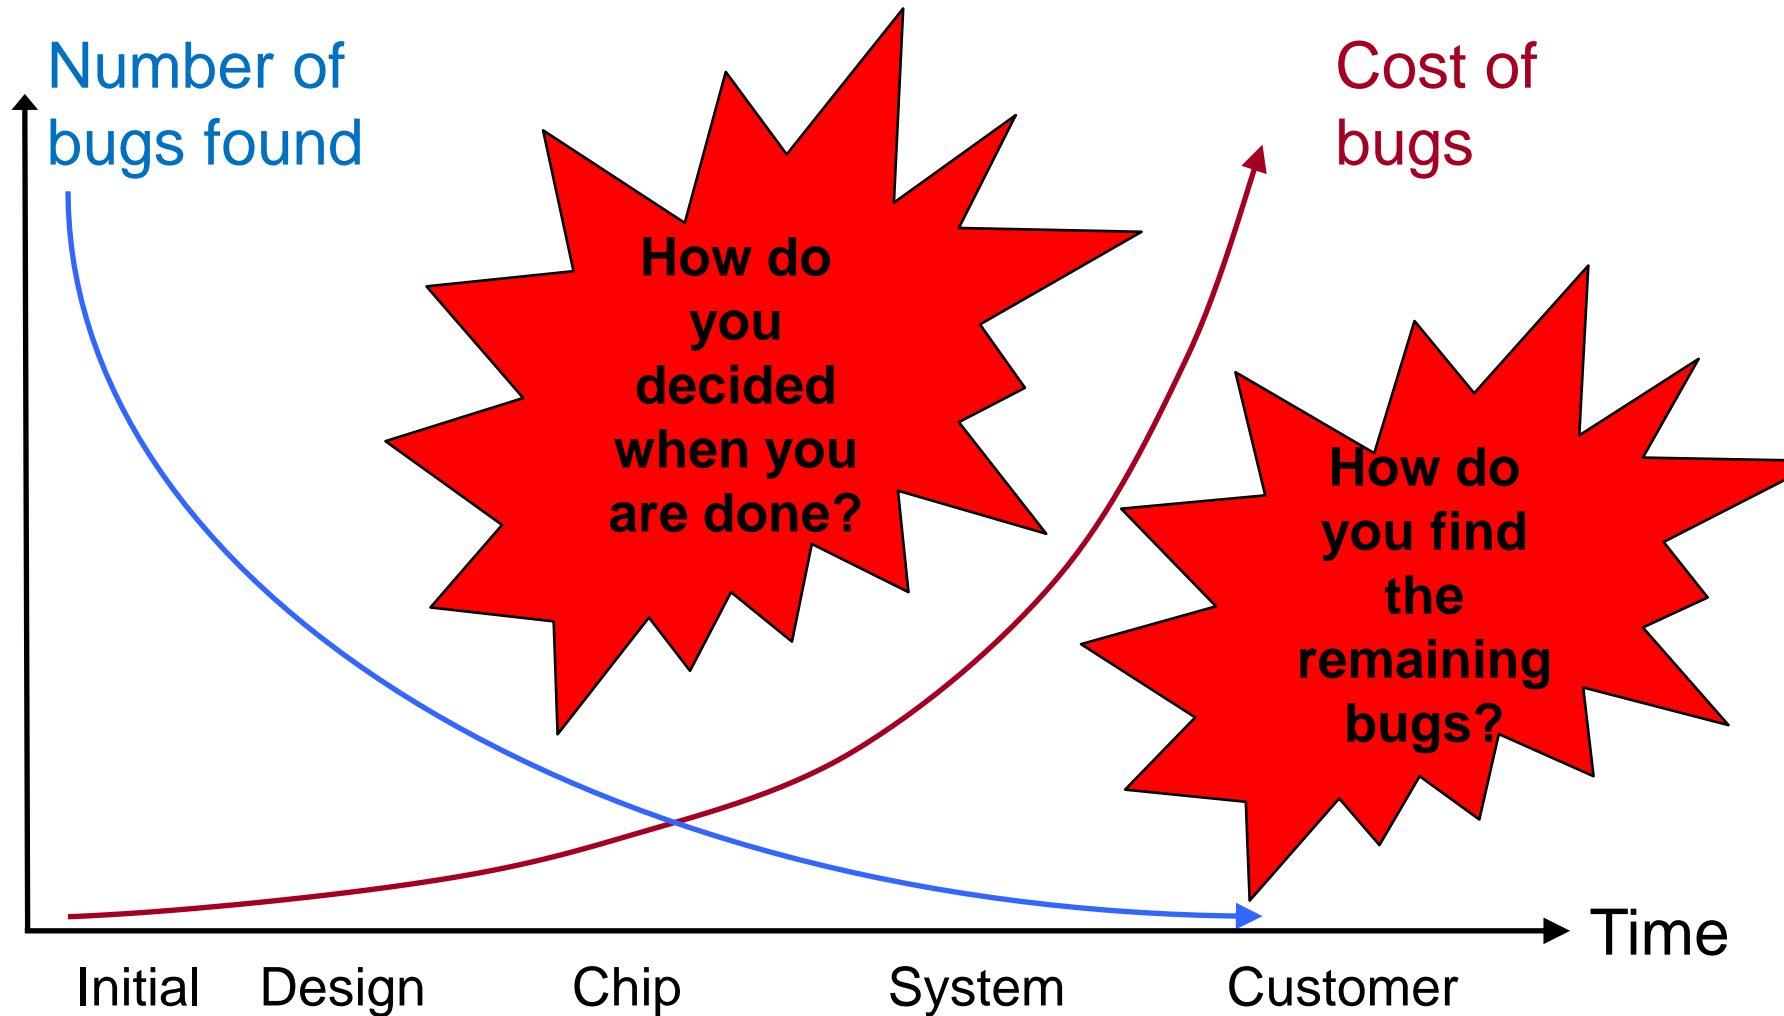 Number of
bugs found
Cost of
bugs
How do
you
decided
when you
are done?
How do
you find
the
remaining
bugs?
Time
Initial Design Chip System Customer